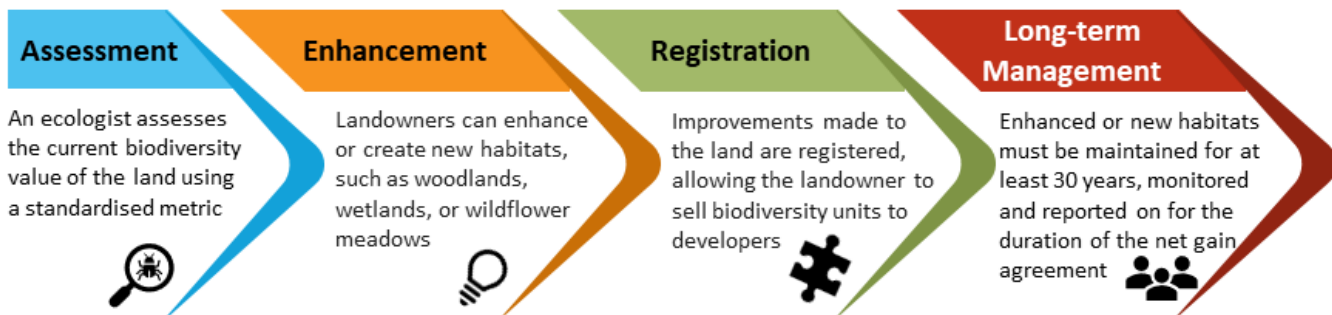 Assessment
An ecologist assesses
the current biodiversity
value of the land using
a standardised metric
Enhancement
Landowners can enhance
or create new habitats,
such as woodlands,
wetlands, or wildflower
meadows
Registration
Improvements made to
the land are registered,
allowing the landowner to
sell biodiversity units to
developers
Long-term
Management
Enhanced or new habitats
must be maintained for at
least 30 years, monitored
and reported on for the
duration of the net gain
agreement